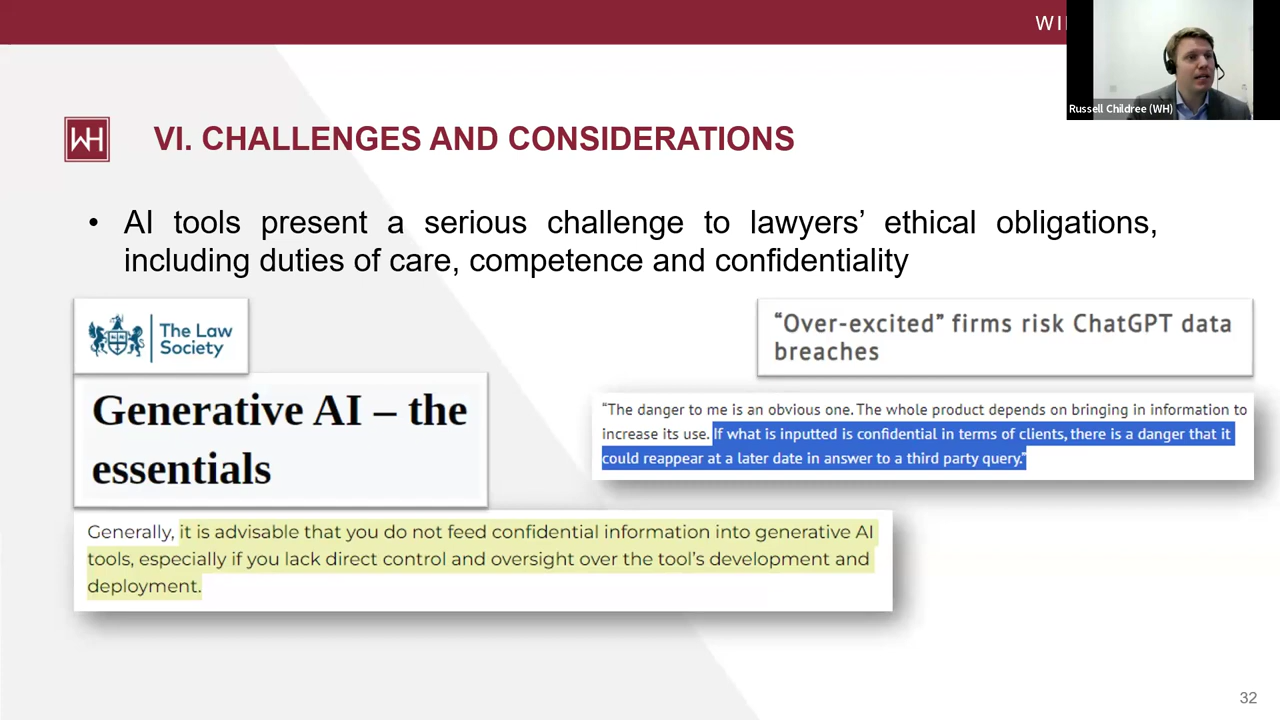 WI
Russell Childree (WH)
WH
VI. CHALLENGES AND CONSIDERATIONS
• AI tools present a serious challenge to lawyers’ ethical obligations,
including duties of care, competence and confidentiality
The Law
Society
Generative AI – the
essentials
Generally, it is advisable that you do not feed confidential information into generative AI
tools, especially if you lack direct control and oversight over the tool’s development and
deployment.
“Over-excited” firms risk ChatGPT data
breaches
“The danger to me is an obvious one. The whole product depends on bringing in information to
increase its use. If what is inputted is confidential in terms of clients, there is a danger that it
could reappear at a later date in answer to a third party query.”
32